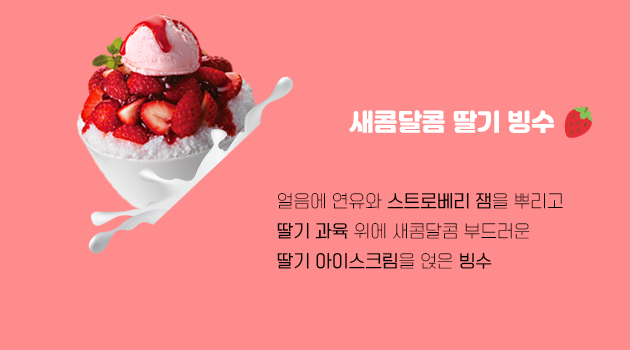 새콤달콤 딸기 빙수
얼음에 연유와 스트로베리 잼을 뿌리고
딸기 과육 위에 새콤달콤 부드러운
딸기 아이스크림을 얹은 빙수